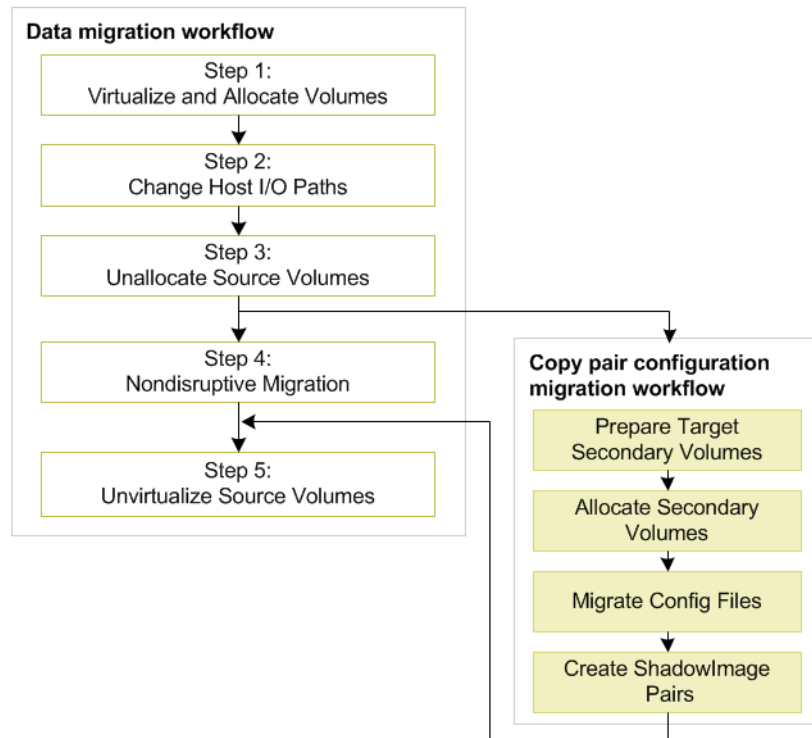 Data migration workflow
Step 1:
Virtualize and Allocate Volumes
Step 2:
Change Host I/O Paths
Step 3:
Unallocate Source Volumes
Step 4:
Nondisruptive Migration
Step 5:
Unvirtualize Source Volumes
Copy pair configuration
migration workflow
Prepare Target
Secondary Volumes
Allocate Secondary
Volumes
Migrate Config Files
Create ShadowImage
Pairs